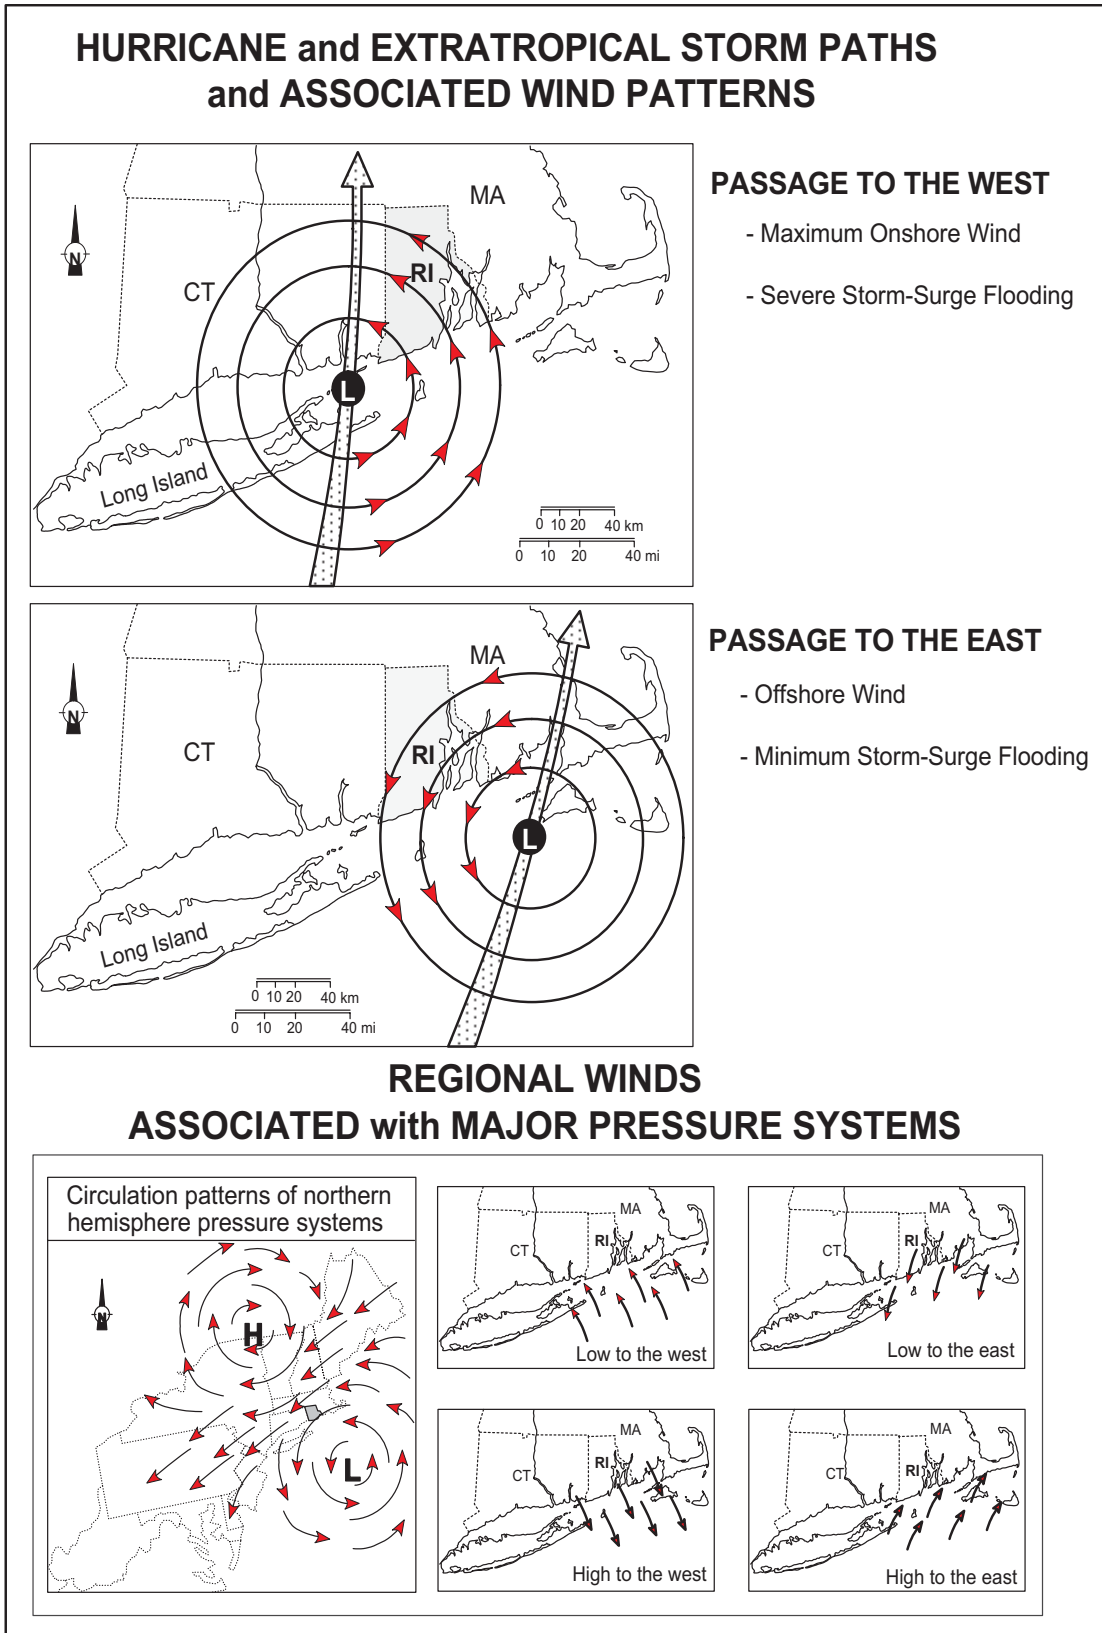 HURRICANE and EXTRATROPICAL STORM PATHS
and ASSOCIATED WIND PATTERNS
MA
N
RI
CT
L
Long Island
0 10 20 40 km
0 10 20 40 mi
PASSAGE TO THE WEST
- Maximum Onshore Wind
- Severe Storm-Surge Flooding
MA
N
CT
RI
L
Long Island
0 10 20 40 km
0 10 20 40 mi
PASSAGE TO THE EAST
- Offshore Wind
- Minimum Storm-Surge Flooding
REGIONAL WINDS
ASSOCIATED with MAJOR PRESSURE SYSTEMS
Circulation patterns of northern
hemisphere pressure systems
N
H
L
MA
RI
CT
Low to the west
MA
RI
CT
Low to the east
MA
RI
CT
High to the west
MA
RI
CT
High to the east